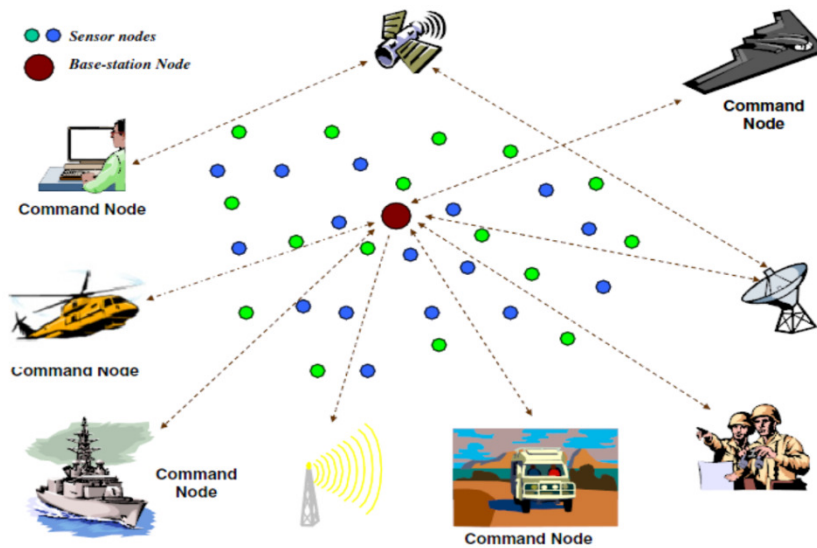 Sensor nodes
Base-station Node
Command
Node
Command Node
Command Node
Command
Node
Command Node